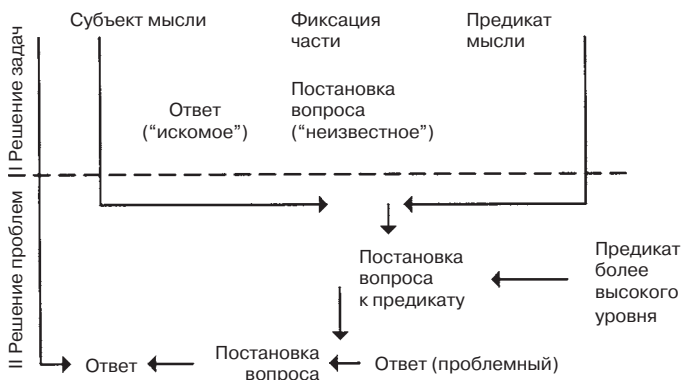 Субъект мысли
Фиксация
части
Предикат
мысли
I Решение задач
Ответ
(“искомое”)
Постановка
вопроса
(“неизвестное”)
II Решение проблем
Постановка
вопроса
к предикату
Предикат
более
высокого
уровня
Ответ
Постановка
вопроса
Ответ (проблемный)